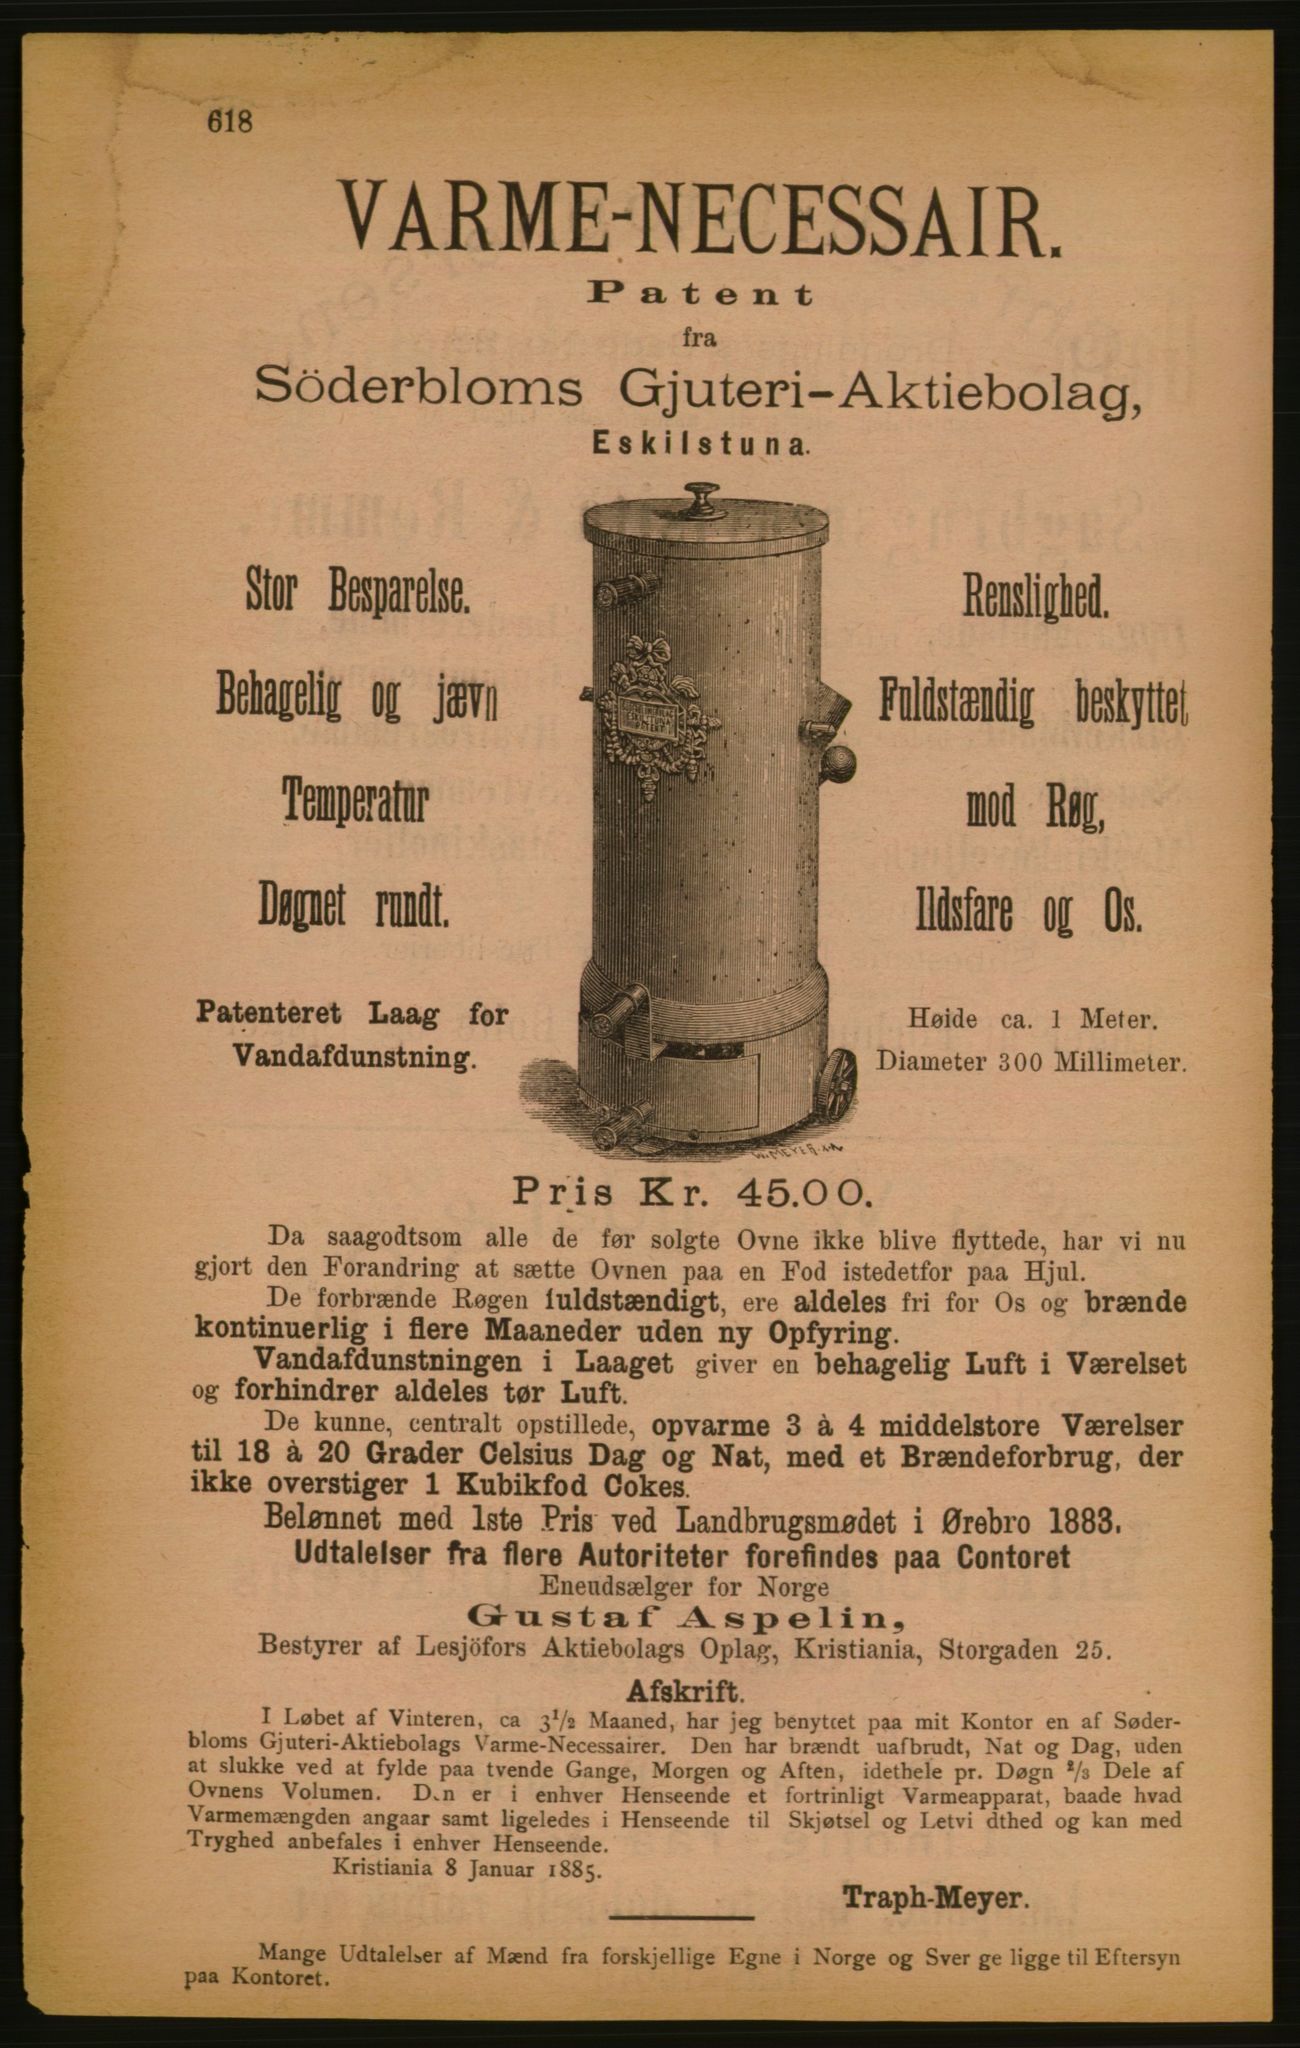 618
VARME-NECESSAIR.
Patent
fra
Söderbloms Gjuteri-Aktiebolag,
Eskilstuna.
Stor Besparelse.
Behagelig og jævn
Temperatur
Døgnet rundt.
Patenteret Laag for
Vandafdunstning.
Renslighed.
Fuldstændig beskyttet
mod Røg,
Ildsfare og Os.
Høide ca. 1 Meter.
Diameter 300 Millimeter.
W. MEYER. X.A
Pris Kr. 45.00.
Da saagodtsom alle de før solgte Ovne ikke blive flyttede, har vi nu
gjort den Forandring at sætte Ovnen paa en Fod istedetfor paa Hjul.
De forbrænde Røgen fuldstændigt, ere aldeles fri for Os og brænde
kontinuerlig i flere Maaneder uden ny Opfyring.
Vandafdunstningen i Laaget giver en behagelig Luft i Værelset
og forhindrer aldeles tør Luft.
De kunne, centralt opstillede, opvarme 3 à 4 middelstore Værelser
til 18 à 20 Grader Celsius Dag og Nat, med et Brændeforbrug, der
ikke overstiger 1 Kubikfod Cokes.
Belønnet med 1ste Pris ved Landbrugsmødet i Ørebro 1883.
Udtalelser fra flere Autoriteter forefindes paa Contoret
Eneudsælger for Norge
Gustaf Aspelin,
Bestyrer af Lesjöfors Aktiebolags Oplag, Kristiania, Storgaden 25.
Afskrift.
I Løbet af Vinteren, ca 3½ Maaned, har jeg benyttet paa mit Kontor en af Søder-
bloms Gjuteri-Aktiebolags Varme-Necessairer. Den har brændt uafbrudt, Nat og Dag, uden
at slukke ved at fylde paa tvende Gange, Morgen og Aften, idethele pr. Døgn ⅔ Dele af
Ovnens Volumen. Den er i enhver Henseende et fortrinligt Varmeapparat, baade hvad
Varmemængden angaar samt ligeledes i Henseende til Skjøtsel og Letvi dthed og kan med
Tryghed anbefales i enhver Henseende.
Kristiania 8 Januar 1885.
Traph-Meyer.
Mange Udtalelser af Mænd fra forskjellige Egne i Norge og Sver ge ligge til Eftersyn
paa Kontoret.